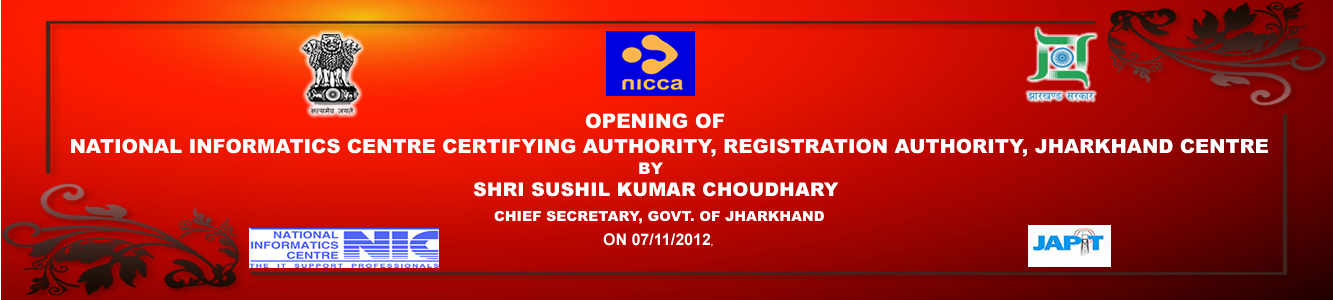 सत्यमेव जयते
nicca
झारखण्ड सरकार
OPENING OF
NATIONAL INFORMATICS CENTRE CERTIFYING AUTHORITY, REGISTRATION AUTHORITY, JHARKHAND CENTRE
BY
SHRI SUSHIL KUMAR CHOUDHARY
CHIEF SECRETARY, GOVT. OF JHARKHAND
ON 07/11/2012,
NATIONAL
INFORMATICS
CENTRE
NIC
THE IT SUPPORT PROFESSIONALS
JAPIT